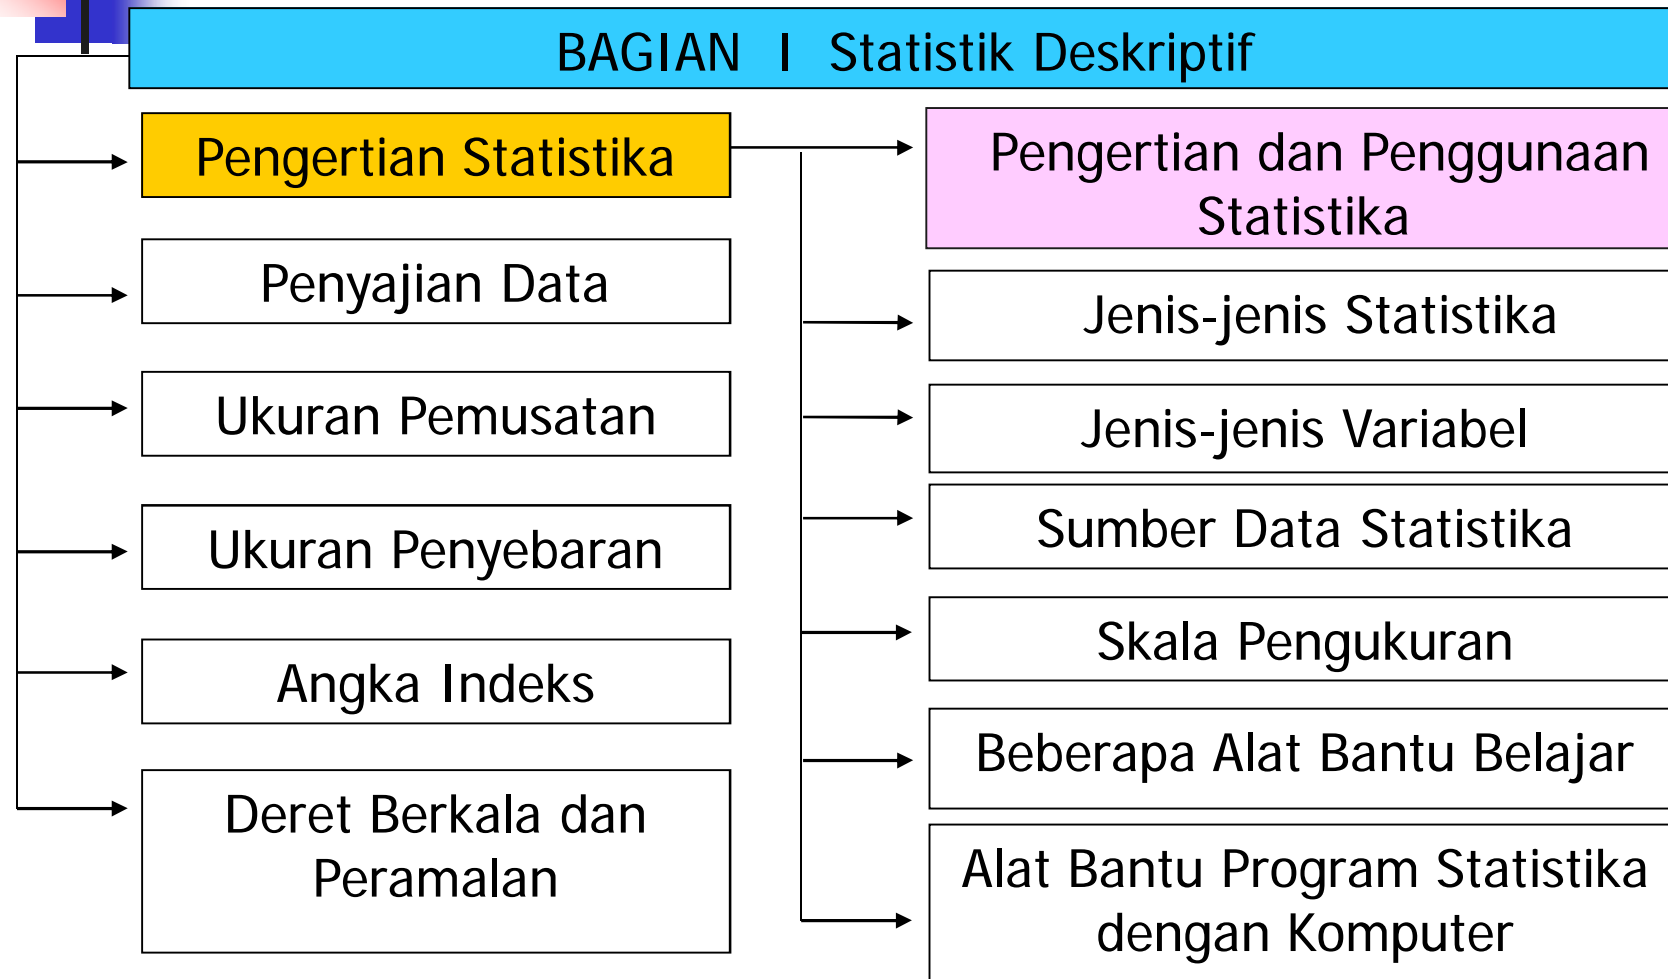 BAGIAN I Statistik Deskriptif
Pengertian Statistika
Penyajian Data
Ukuran Pemusatan
Ukuran Penyebaran
Angka Indeks
Deret Berkala dan
Peramalan
Pengertian dan Penggunaan
Statistika
Jenis-jenis Statistika
Jenis-jenis Variabel
Sumber Data Statistika
Skala Pengukuran
Beberapa Alat Bantu Belajar
Alat Bantu Program Statistika
dengan Komputer